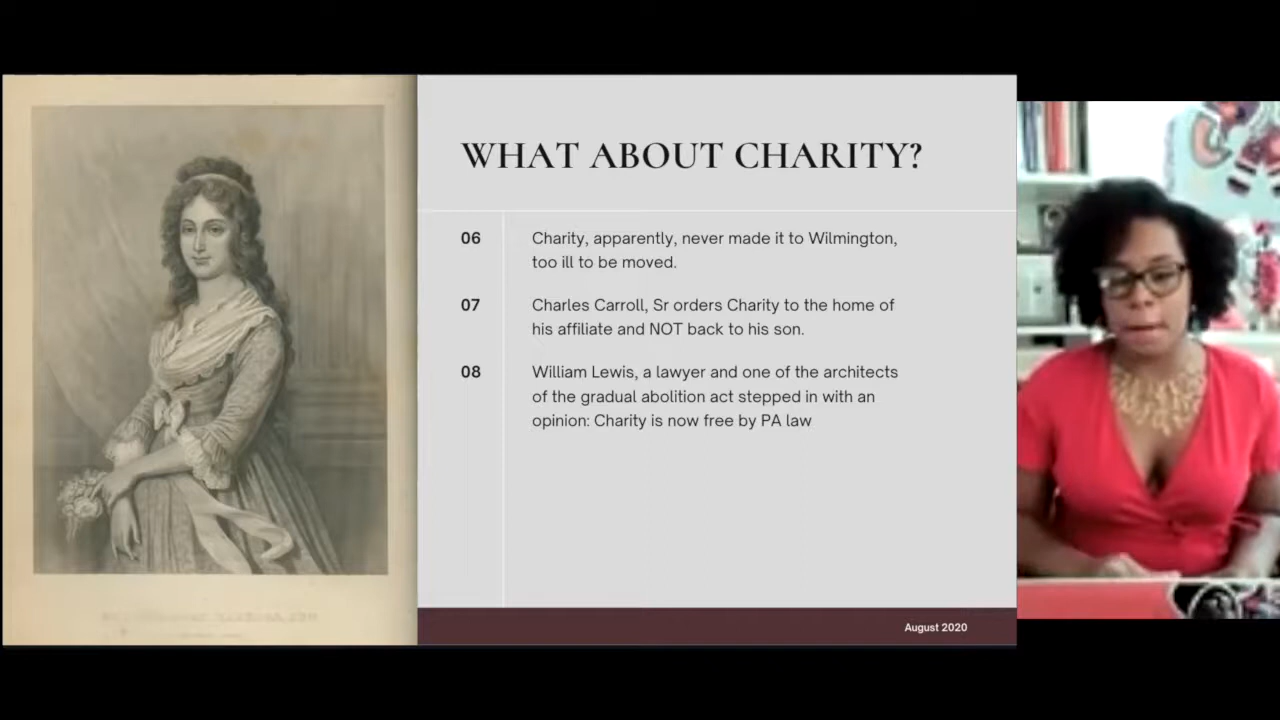 WHAT ABOUT CHARITY?
06
Charity, apparently, never made it to Wilmington,
too ill to be moved.
07
Charles Carroll, Sr orders Charity to the home of
his affiliate and NOT back to his son.
08
William Lewis, a lawyer and one of the architects
of the gradual abolition act stepped in with an
opinion: Charity is now free by PA law
August 2020